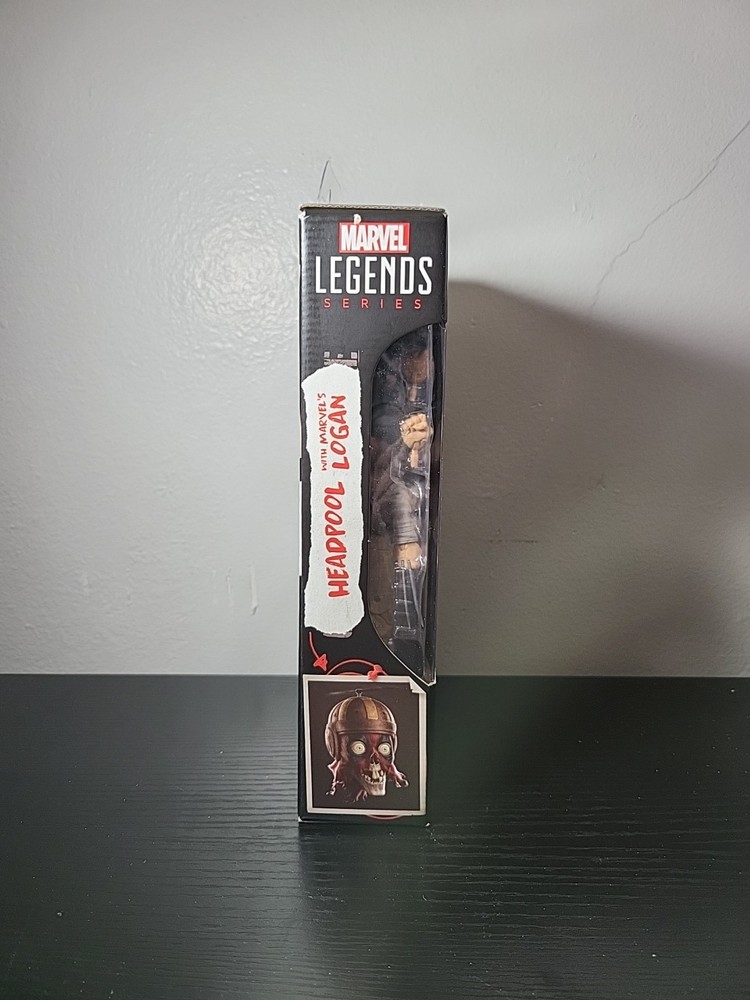 MARVEL
LEGENDS
SERIES
HEADPOOL WITH MARVEL'S
LOGAN